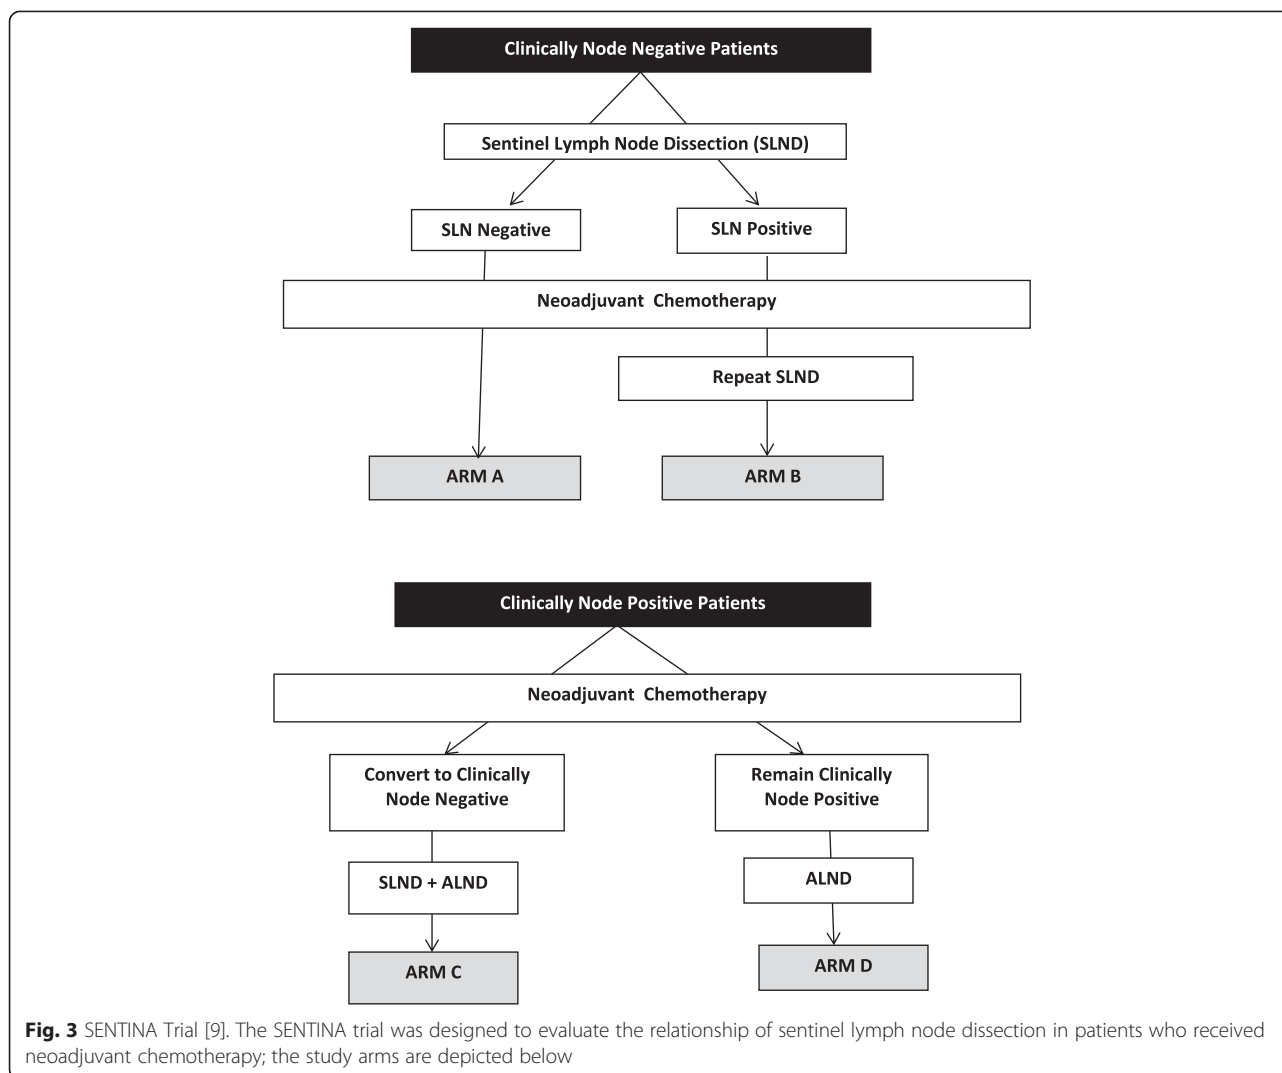 Clinically Node Negative Patients
Sentinel Lymph Node Dissection (SLND)
SLN Negative
SLN Positive
Neoadjuvant Chemotherapy
Repeat SLND
ARM A
ARM B
Clinically Node Positive Patients
Neoadjuvant Chemotherapy
Convert to Clinically
Node Negative
Remain Clinically
Node Positive
SLND + ALND
ALND
ARM C
ARM D
Fig. 3 SENTINA Trial [9]. The SENTINA trial was designed to evaluate the relationship of sentinel lymph node dissection in patients who received
neoadjuvant chemotherapy; the study arms are depicted below